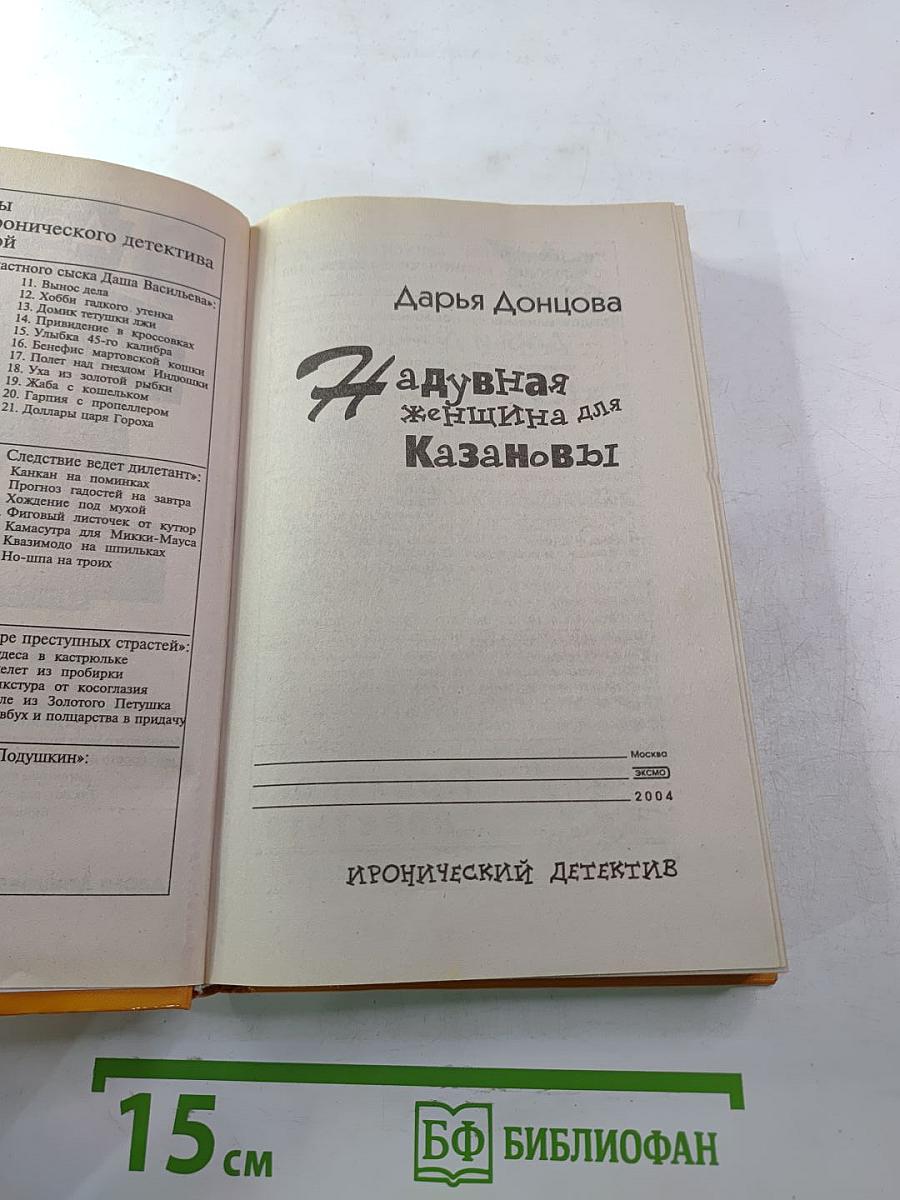 ронического детектива
частного сыска Даша Васильева»:
11. Вынос дела
12. Хобби гадкого утенка
13. Домик тетушки лжи
14. Привидение в кроссовках
15. Улыбка 45-го калибра
16. Бенефис мартовской кошки
17. Полет над гнездом Индюшки
18. Уха из золотой рыбки
19. Жаба с кошельком
20. Гарпия с пропеллером
21. Доллары царя Гороха
Следствие ведет дилетант»:
Канкан на поминках
Прогноз гадостей на завтра
Хождение под мухой
Фиговый листочек от кутюр
Камасутра для Микки-Мауса
Квазимодо на шпильках
Но-шпа на троих
ре преступных страстей»:
деса в кастрюльке
елет из пробирки
кстура от косоглазия
ле из Золотого Петушка
вбух и полцарства в придачу
Подушкин»:
Дарья Донцова
Надувная
женщина для
Казановы
Москва
ЭКСМО
2004
ИРОНИЧЕСКИЙ ДЕТЕКТИВ
15 см
БФ БИБЛИОФАН